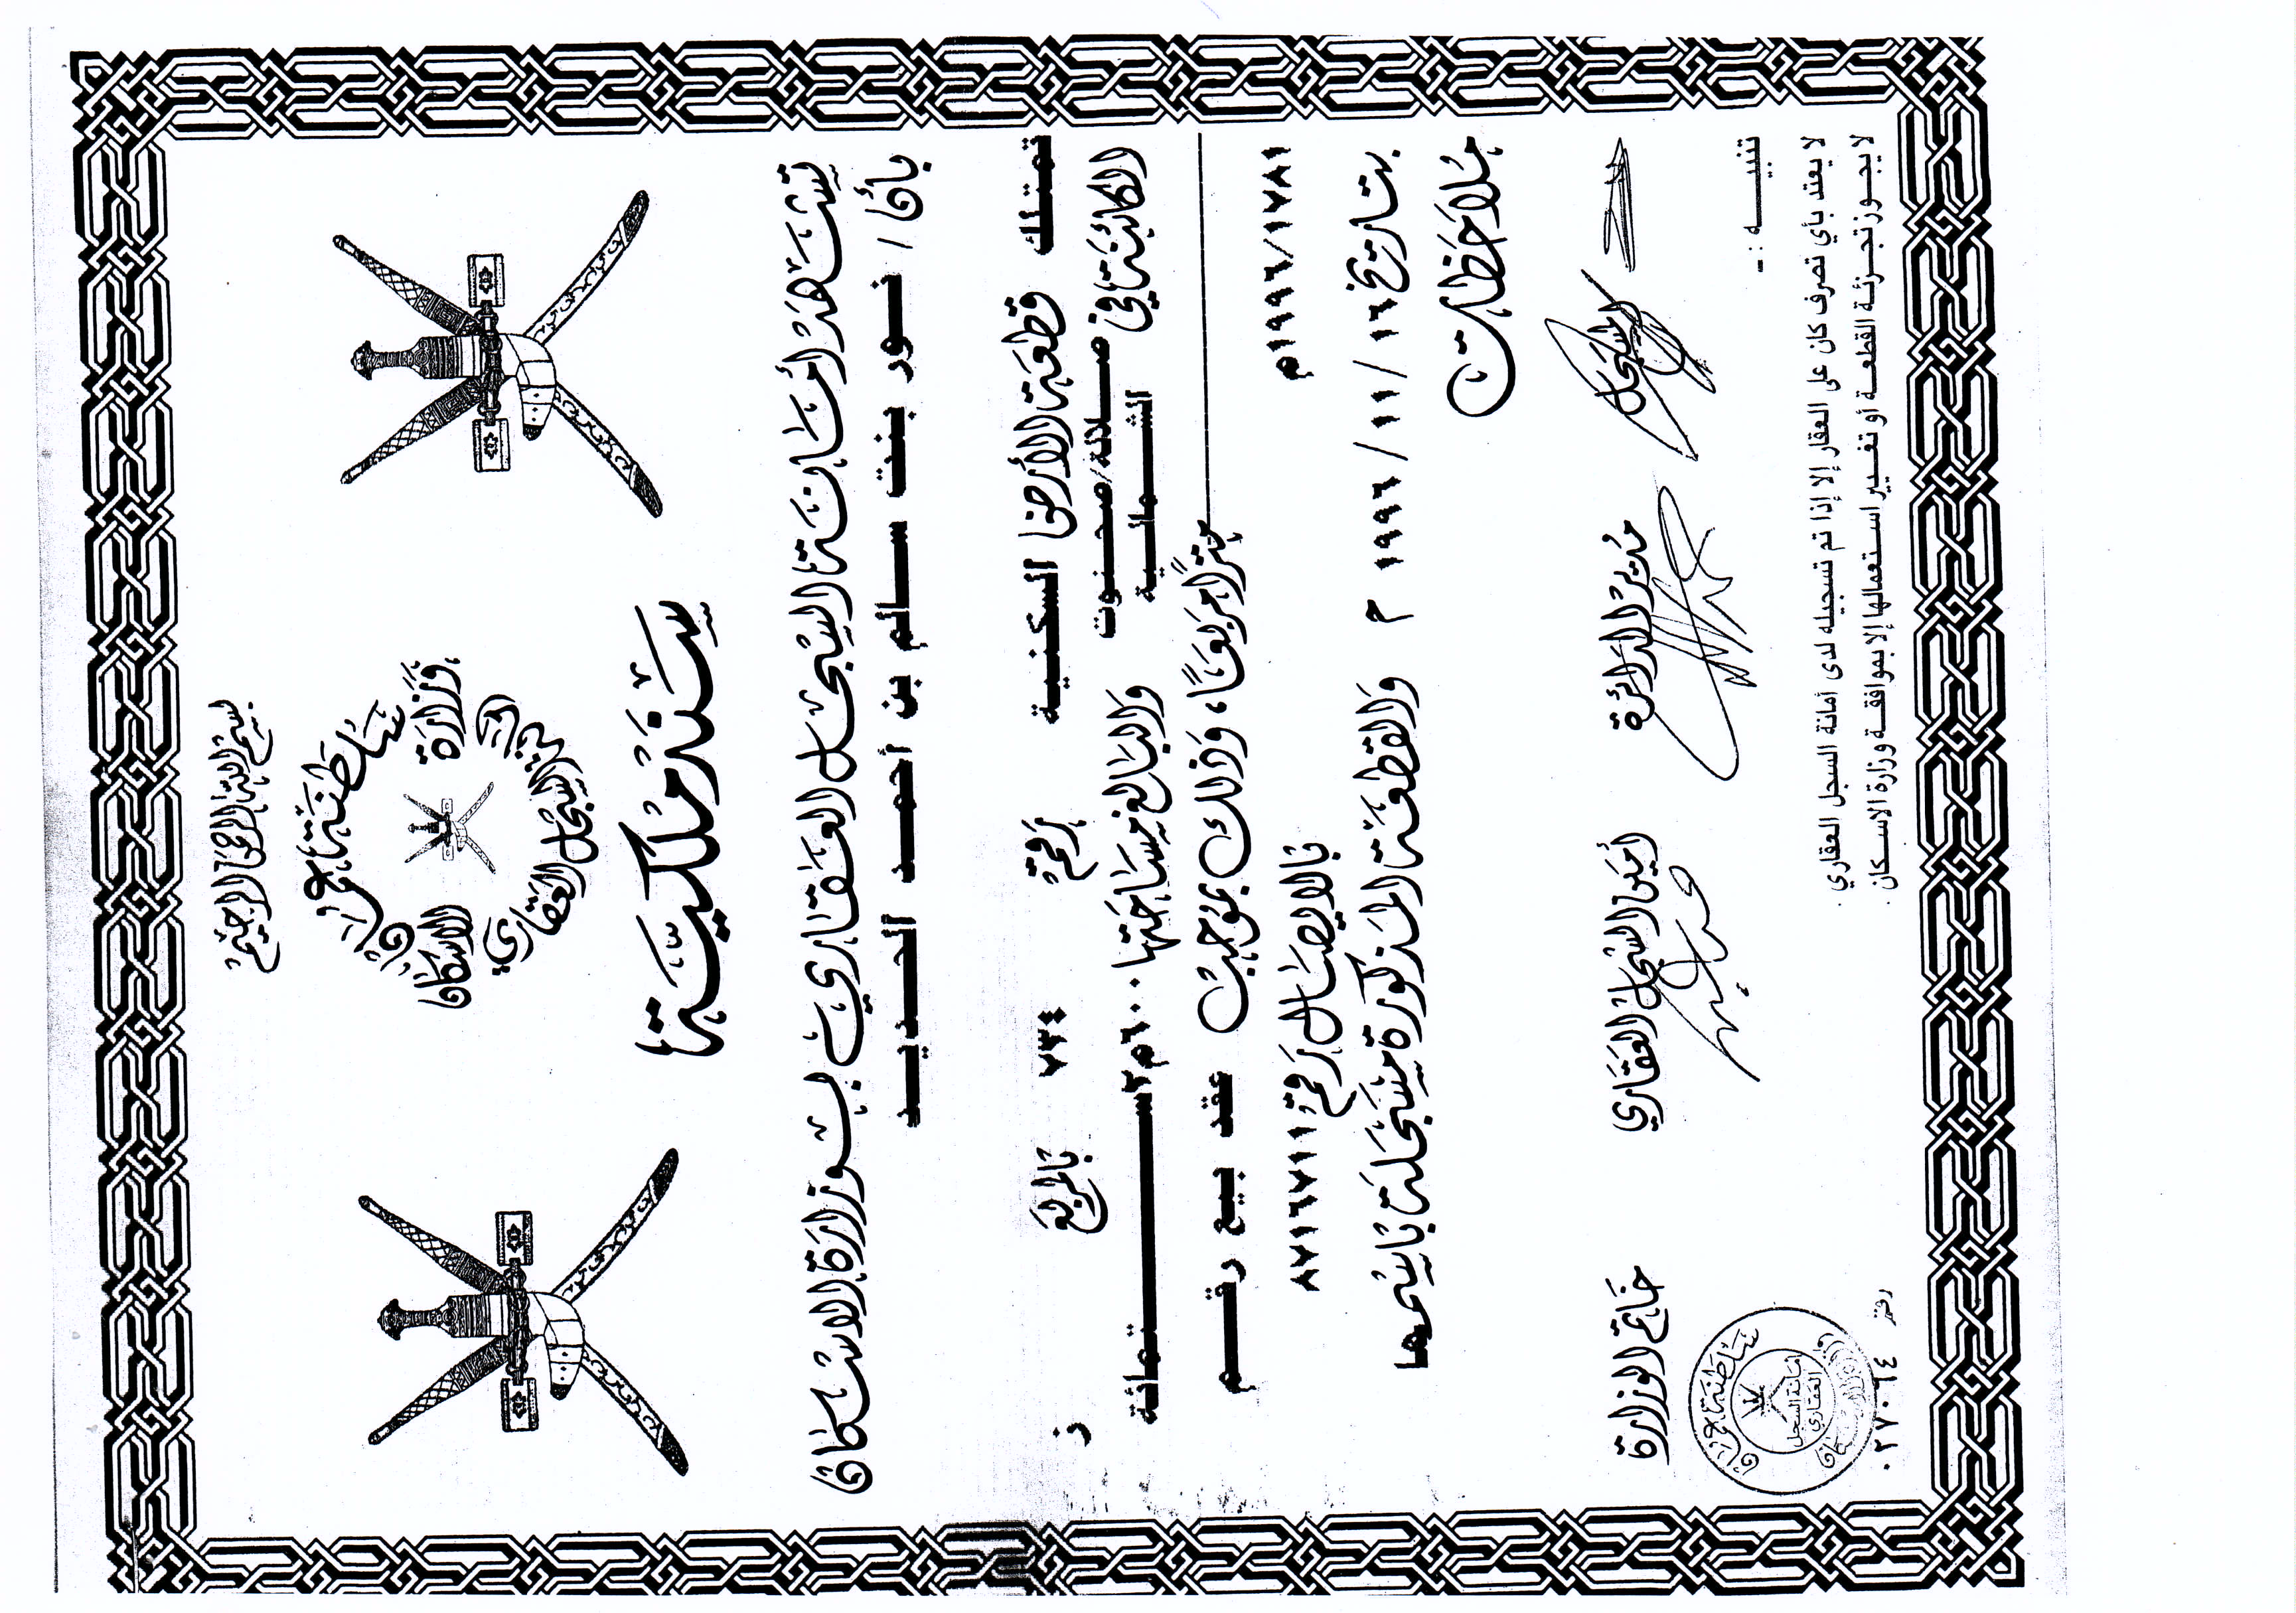 بسم الله الرحمن الرحيم
سلطنة عمان
وزارة الاسكان
أمانة السجل العقاري
سند ملكية
تشهد أمانة السجل العقاري بوزارة الاسكان
بأن / نور بنت سالم بن أحمد الحديد
تمتلك قطعة الأرض السكنية رقم ٧٣٤ بالمربع ز
الكائنة في صلالة/صحنوت الشمالية والبالغ مساحتها ٦٠٠م٢ ستمائة
مترًا مربعًا، وذلك بموجب عقد بيع رقم
١٩٩٦/١٧٨١م بالايصال رقم ٨٧١٦٧١١
بتاريخ ١٦ / ١١ / ١٩٩٦ م والقطعة المذكورة مسجلة باسمها
ملاحظات
المسجل مدير الدائرة أمين السجل العقاري خاتم الوزارة
سلطنة عمان
أمانة السجل
العقاري
وزارة الاسكان
تنبيه : ـ
لا يعتد بأي تصرف كان على العقار إلا إذا تم تسجيله لدى أمانة السجل العقاري .
لا يجوز تجزئة القطعة أو تغيير استعمالها إلا بموافقة وزارة الاسكان .
رقم ٠٢٧٠٦٤